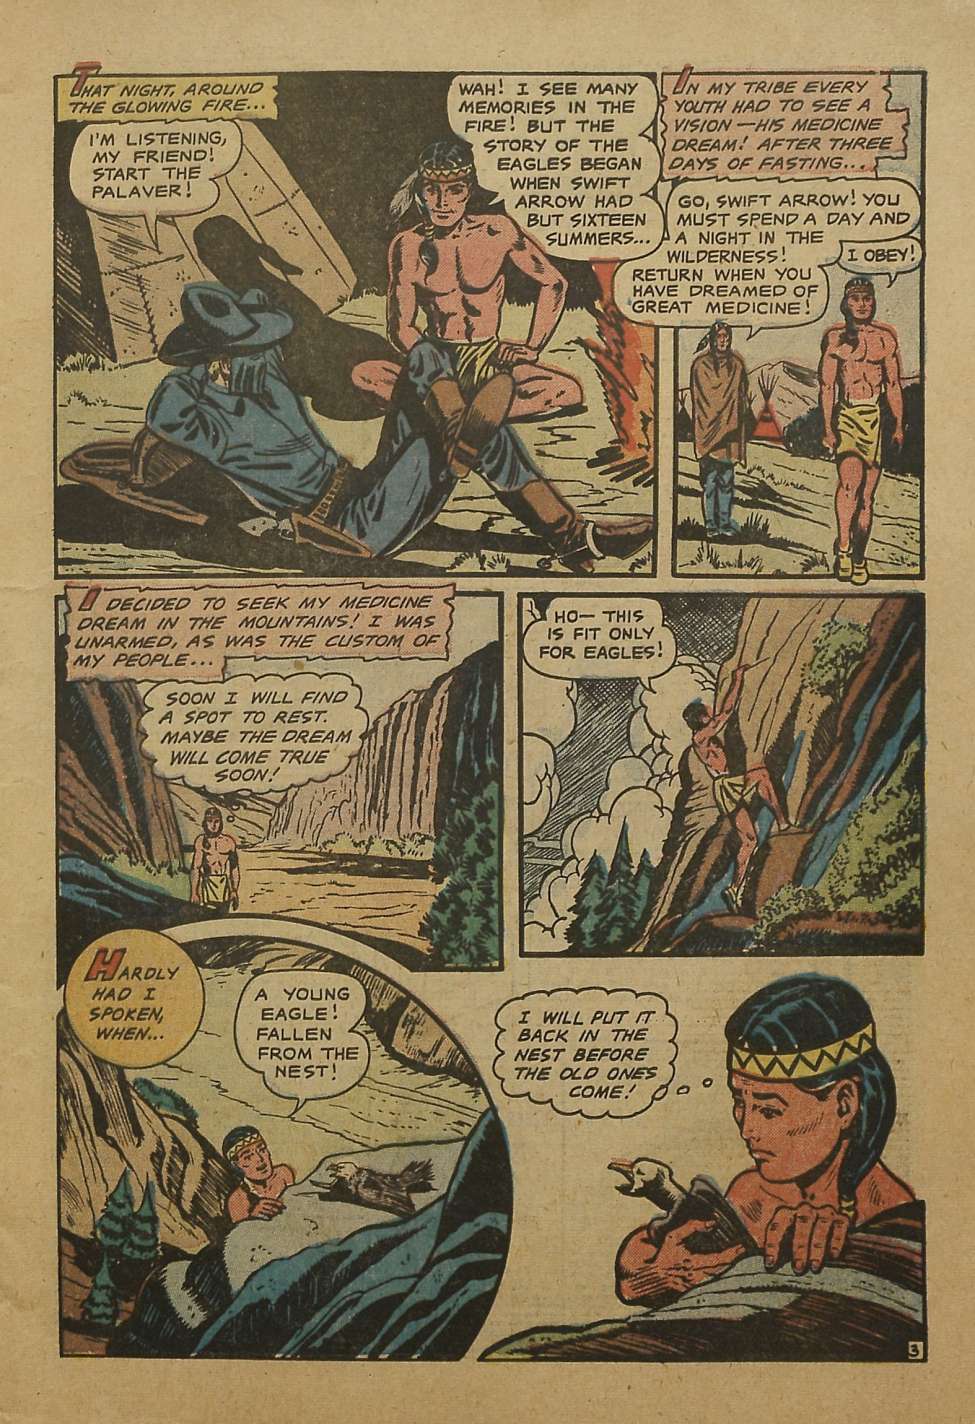 THAT NIGHT, AROUND
THE GLOWING FIRE...
I'M LISTENING,
MY FRIEND!
START THE
PALAVER!
WAH! I SEE MANY
MEMORIES IN THE
FIRE! BUT THE
STORY OF THE
EAGLES BEGAN
WHEN SWIFT
ARROW HAD
BUT SIXTEEN
SUMMERS...
IN MY TRIBE EVERY
YOUTH HAD TO SEE A
VISION—HIS MEDICINE
DREAM! AFTER THREE
DAYS OF FASTING...
GO, SWIFT ARROW! YOU
MUST SPEND A DAY AND
A NIGHT IN THE
WILDERNESS!
RETURN WHEN YOU
HAVE DREAMED OF
GREAT MEDICINE!
I OBEY!
I DECIDED TO SEEK MY MEDICINE
DREAM IN THE MOUNTAINS! I WAS
UNARMED, AS WAS THE CUSTOM OF
MY PEOPLE...
SOON I WILL FIND
A SPOT TO REST.
MAYBE THE DREAM
WILL COME TRUE
SOON!
HO—THIS
IS FIT ONLY
FOR EAGLES!
HARDLY
HAD I
SPOKEN,
WHEN...
A YOUNG
EAGLE!
FALLEN
FROM THE
NEST!
I WILL PUT IT
BACK IN THE
NEST BEFORE
THE OLD ONES
COME!
3